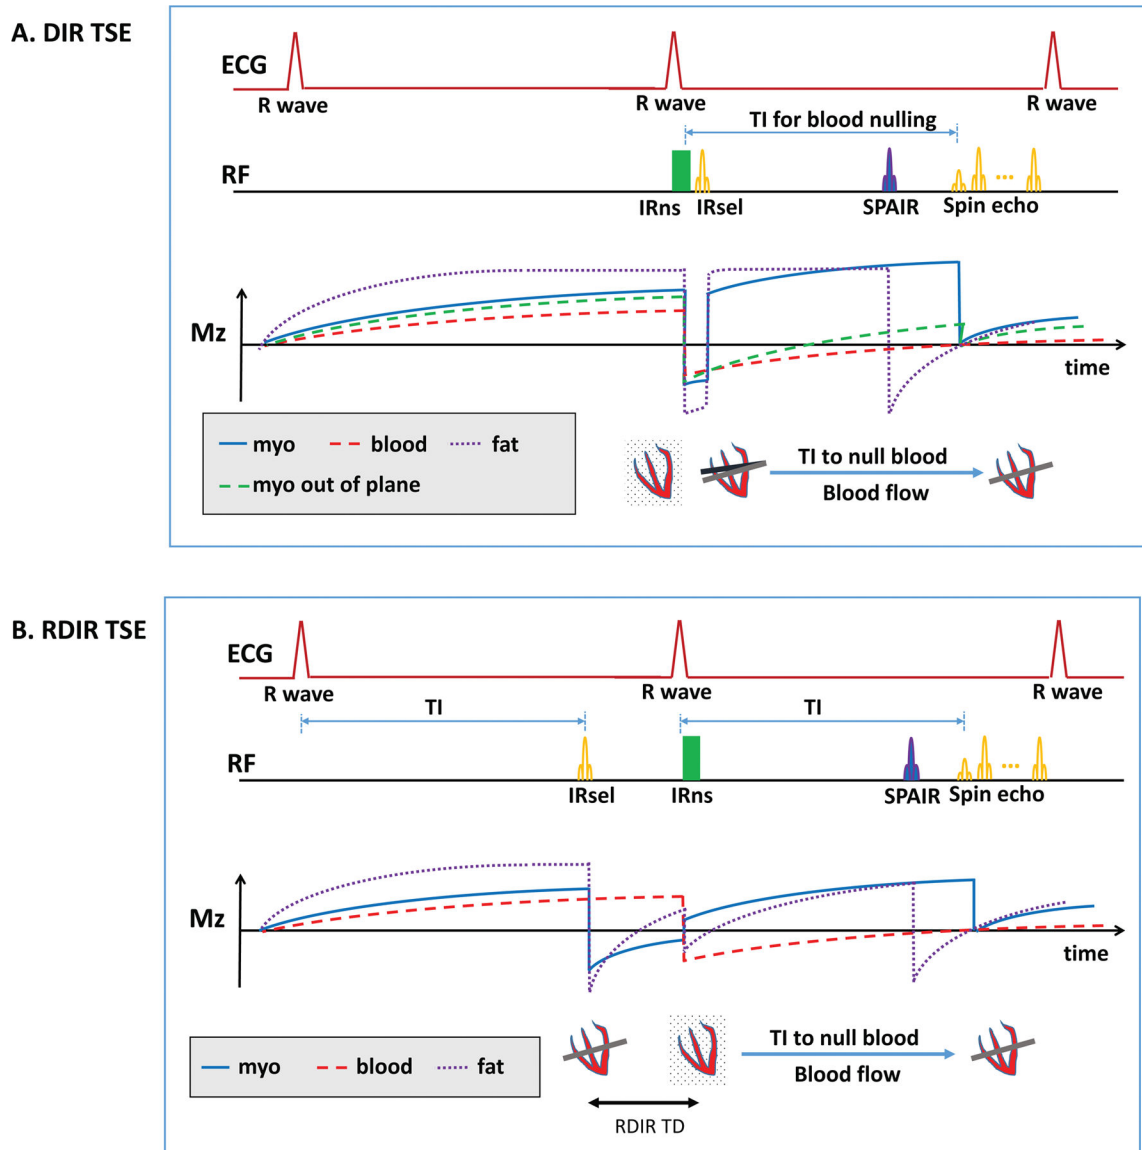 A. DIR TSE
ECG
R wave
R wave
R wave
TI for blood nulling
RF
IRns
IRsel
SPAIR
Spin echo
Mz
time
myo
blood
fat
myo out of plane
TI to null blood
Blood flow
B. RDIR TSE
ECG
R wave
R wave
R wave
TI
TI
RF
IRsel
IRns
SPAIR
Spin echo
Mz
time
myo
blood
fat
TI to null blood
Blood flow
RDIR TD